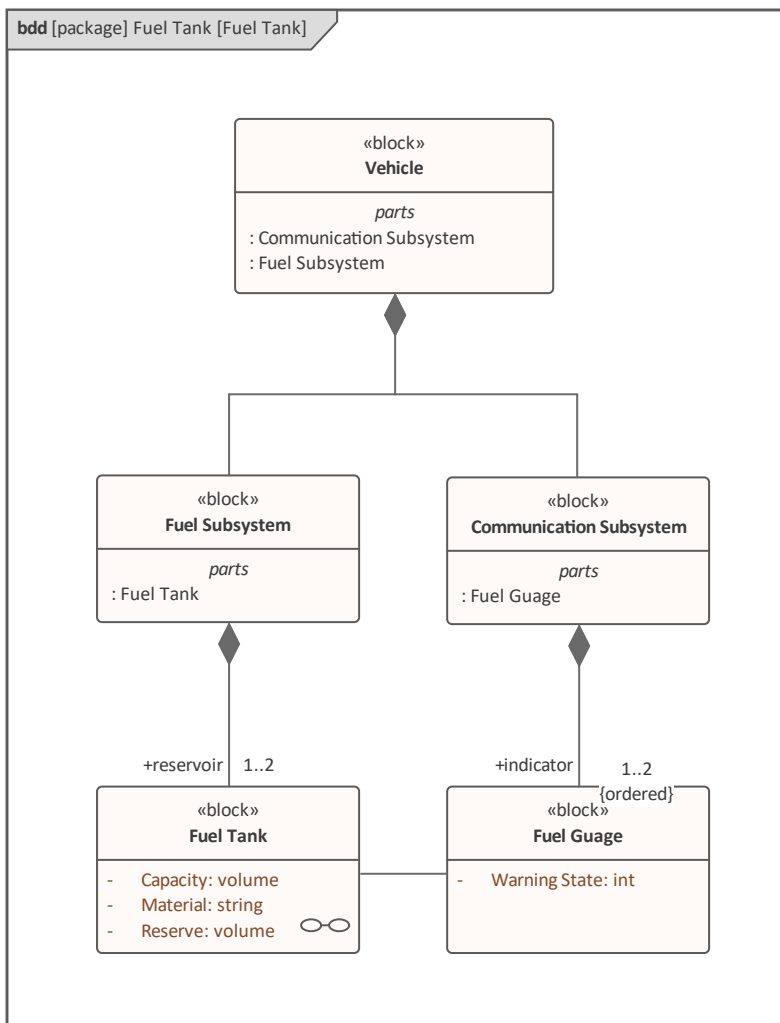 bdd [package] Fuel Tank [Fuel Tank]
«block»
Vehicle
parts
: Communication Subsystem
: Fuel Subsystem
«block»
Fuel Subsystem
parts
: Fuel Tank
«block»
Communication Subsystem
parts
: Fuel Guage
+reservoir 1..2
+indicator 1..2
{ordered}
«block»
Fuel Tank
- Capacity: volume
- Material: string
- Reserve: volume
«block»
Fuel Guage
- Warning State: int